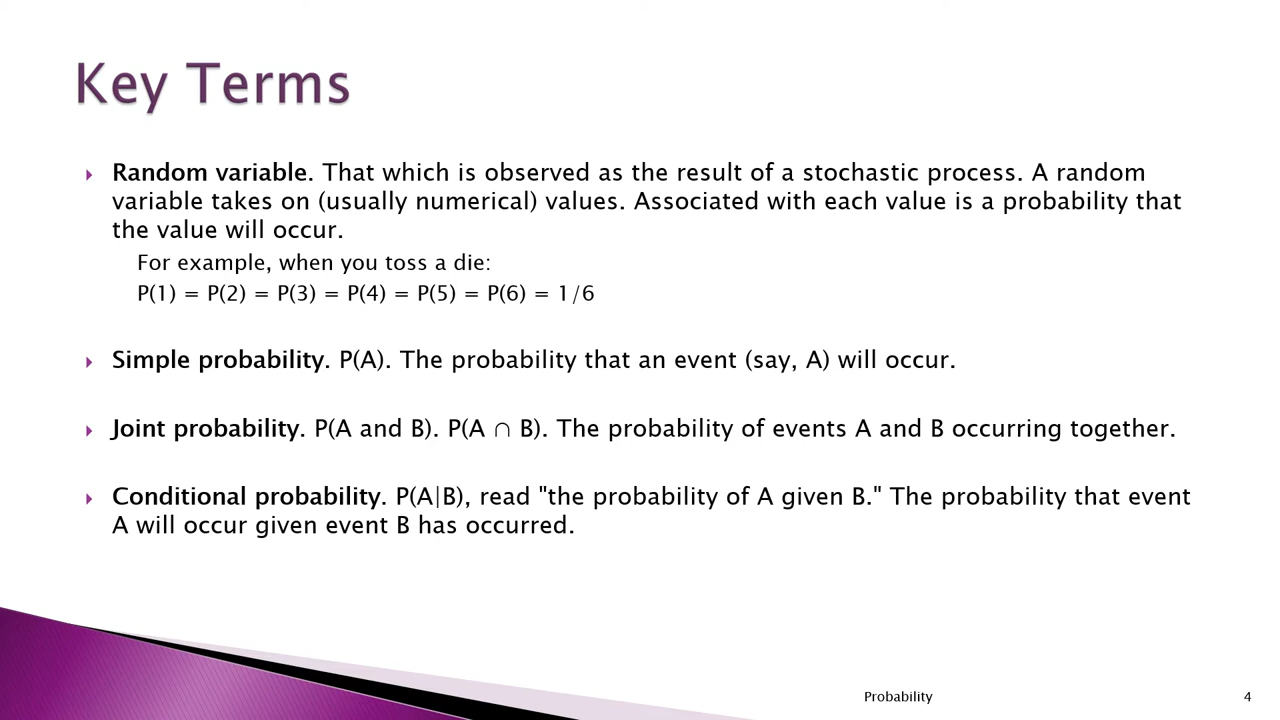 Key Terms
Random variable. That which is observed as the result of a stochastic process. A random
variable takes on (usually numerical) values. Associated with each value is a probability that
the value will occur.
For example, when you toss a die:
P(1) = P(2) = P(3) = P(4) = P(5) = P(6) = 1/6
Simple probability. P(A). The probability that an event (say, A) will occur.
Joint probability. P(A and B). P(A ∩ B). The probability of events A and B occurring together.
Conditional probability. P(A|B), read "the probability of A given B." The probability that event
A will occur given event B has occurred.
Probability 4